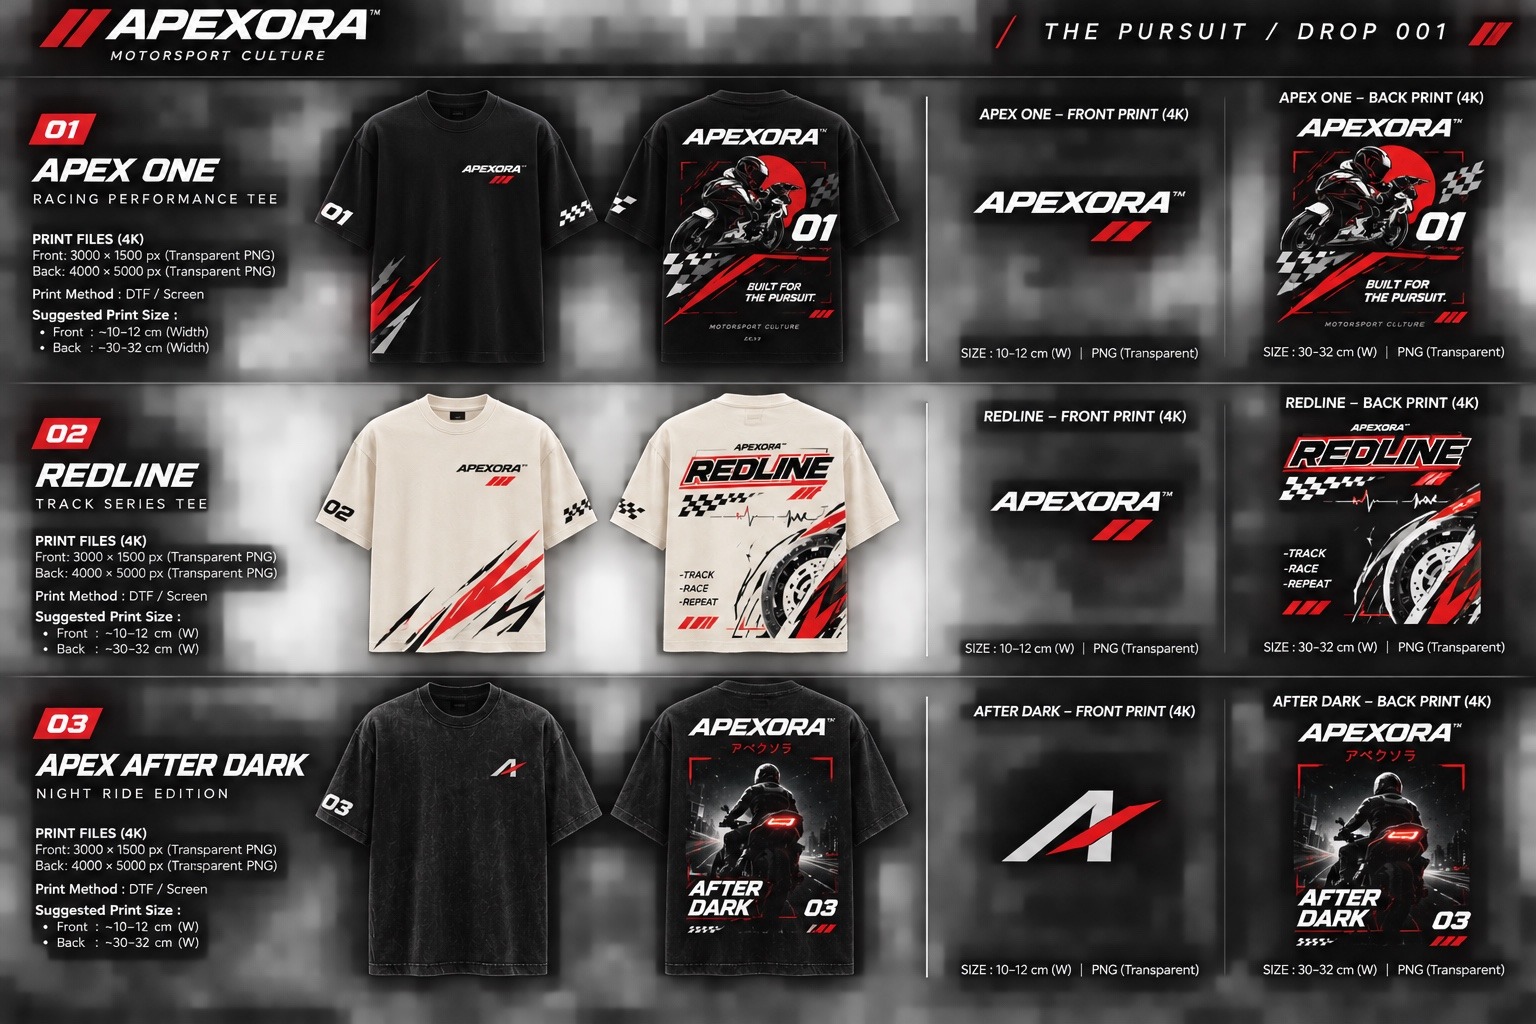 APEXORA™
MOTORSPORT CULTURE
/ THE PURSUIT / DROP 001
01
APEX ONE
RACING PERFORMANCE TEE
PRINT FILES (4K)
Front: 3000 × 1500 px (Transparent PNG)
Back: 4000 × 5000 px (Transparent PNG)
Print Method : DTF / Screen
Suggested Print Size :
• Front : ~10–12 cm (Width)
• Back : ~30–32 cm (Width)
APEXORA™
01
APEXORA™
01
BUILT FOR
THE PURSUIT.
MOTORSPORT CULTURE
APEX ONE – FRONT PRINT (4K)
APEXORA™
SIZE : 10-12 cm (W) | PNG (Transparent)
APEX ONE – BACK PRINT (4K)
APEXORA™
01
BUILT FOR
THE PURSUIT.
MOTORSPORT CULTURE
SIZE : 30-32 cm (W) | PNG (Transparent)
02
REDLINE
TRACK SERIES TEE
PRINT FILES (4K)
Front: 3000 × 1500 px (Transparent PNG)
Back: 4000 × 5000 px (Transparent PNG)
Print Method : DTF / Screen
Suggested Print Size :
• Front : ~10–12 cm (W)
• Back : ~30–32 cm (W)
APEXORA™
02
APEXORA™
REDLINE
-TRACK
-RACE
-REPEAT
REDLINE – FRONT PRINT (4K)
APEXORA™
SIZE : 10-12 cm (W) | PNG (Transparent)
REDLINE – BACK PRINT (4K)
APEXORA™
REDLINE
-TRACK
-RACE
-REPEAT
SIZE : 30-32 cm (W) | PNG (Transparent)
03
APEX AFTER DARK
NIGHT RIDE EDITION
PRINT FILES (4K)
Front: 3000 × 1500 px (Transparent PNG)
Back: 4000 × 5000 px (Transparent PNG)
Print Method : DTF / Screen
Suggested Print Size :
• Front : ~10–12 cm (W)
• Back : ~30–32 cm (W)
A
03
APEXORA™
アペクソラ
AFTER
DARK
03
AFTER DARK – FRONT PRINT (4K)
A
SIZE : 10-12 cm (W) | PNG (Transparent)
AFTER DARK – BACK PRINT (4K)
APEXORA™
アペクソラ
AFTER
DARK
03
SIZE : 30-32 cm (W) | PNG (Transparent)